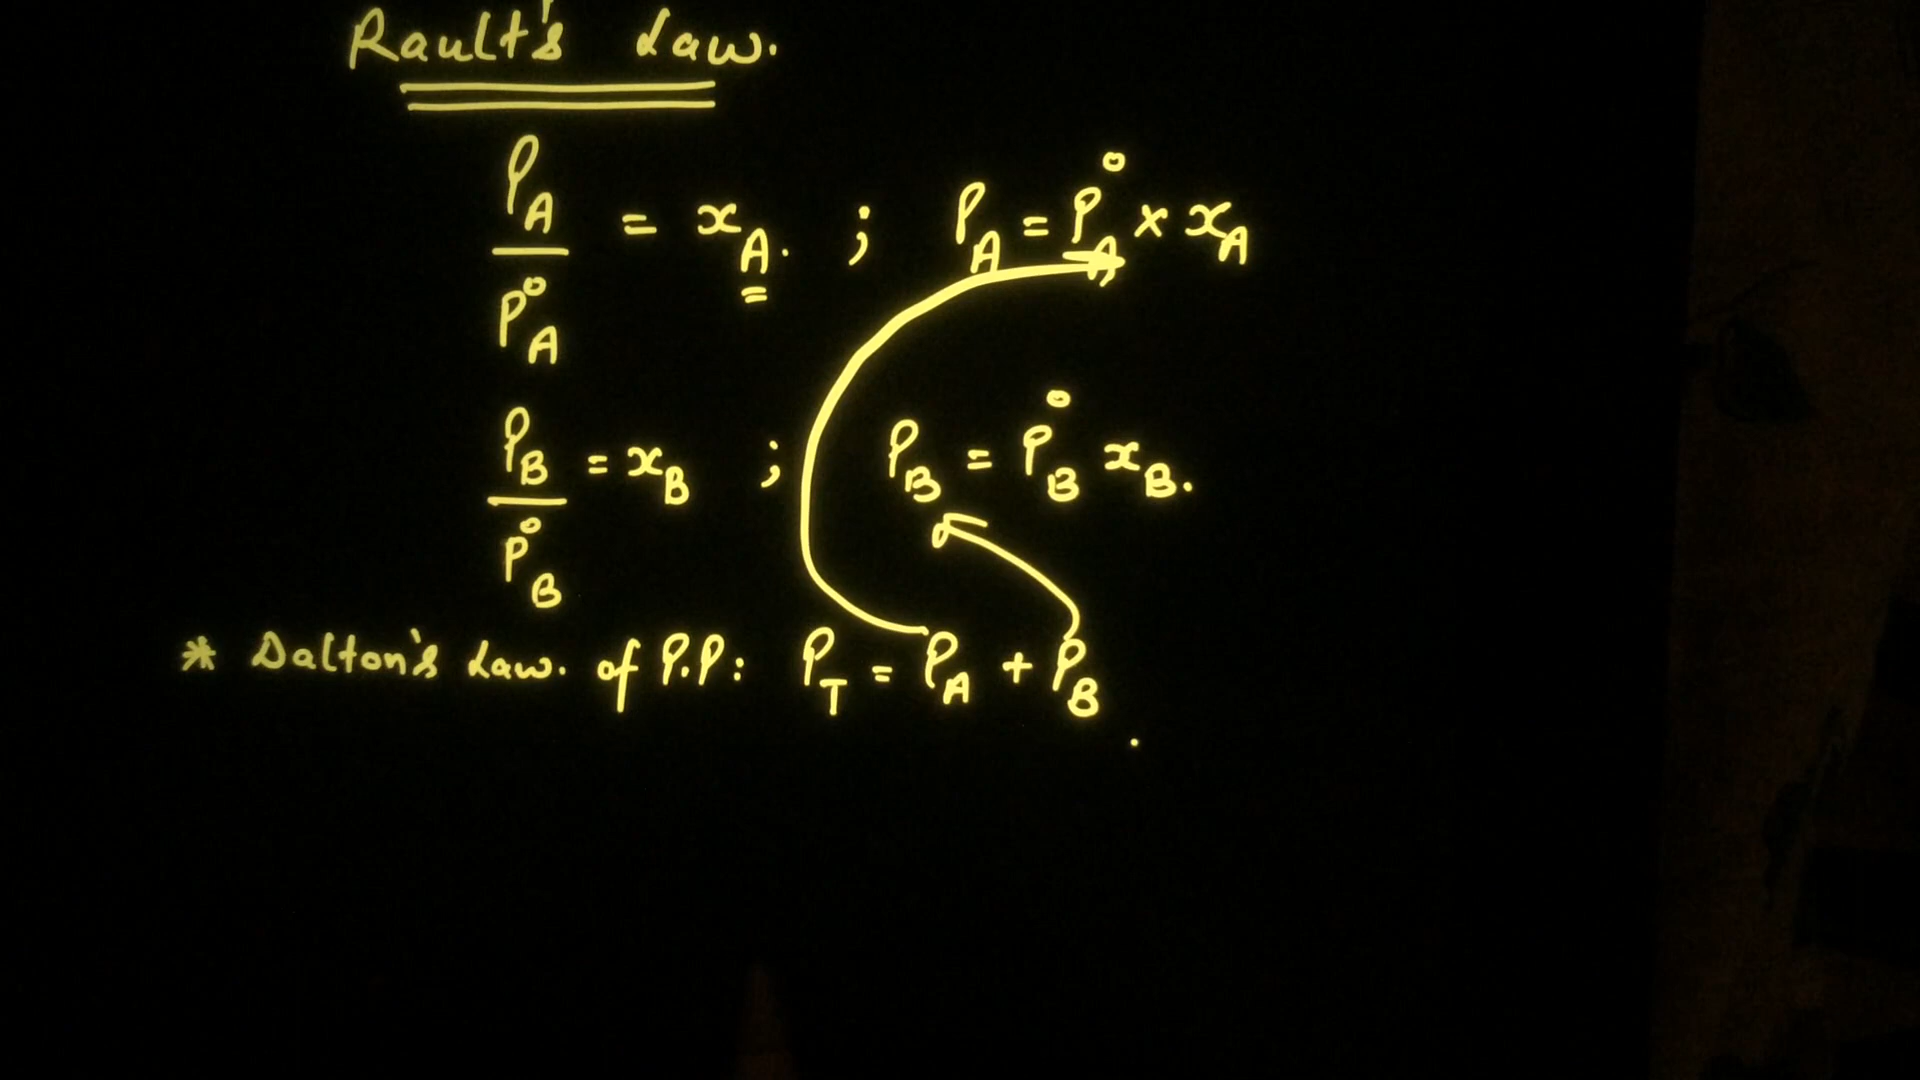 Rault's Law.
P_A / P°_A = x_A. ; P_A = P°_A × x_A
P_B / P°_B = x_B ; P_B = P°_B x_B.
* Dalton's Law. of P.P: P_T = P_A + P_B